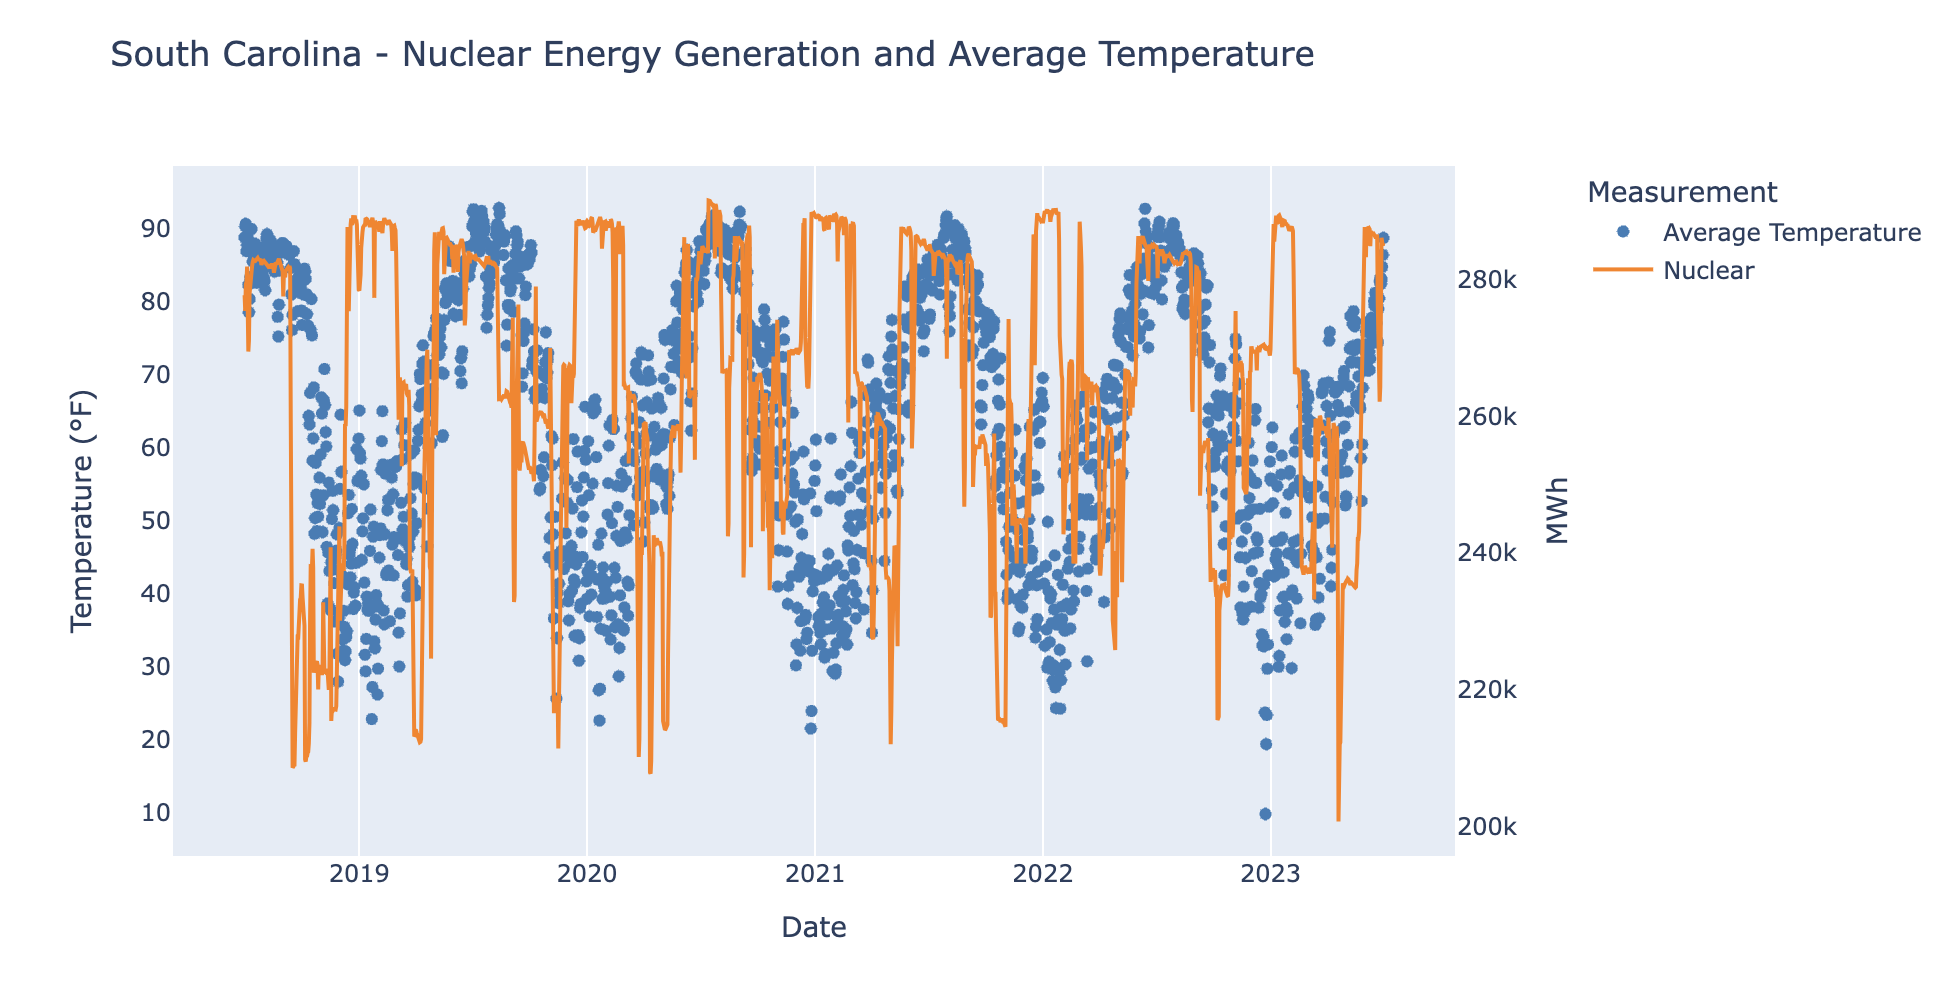 South Carolina - Nuclear Energy Generation and Average Temperature
Measurement
Average Temperature
Nuclear
Temperature (°F)
90
80
70
60
50
40
30
20
10
280k
260k
240k
220k
200k
MWh
2019 2020 2021 2022 2023
Date